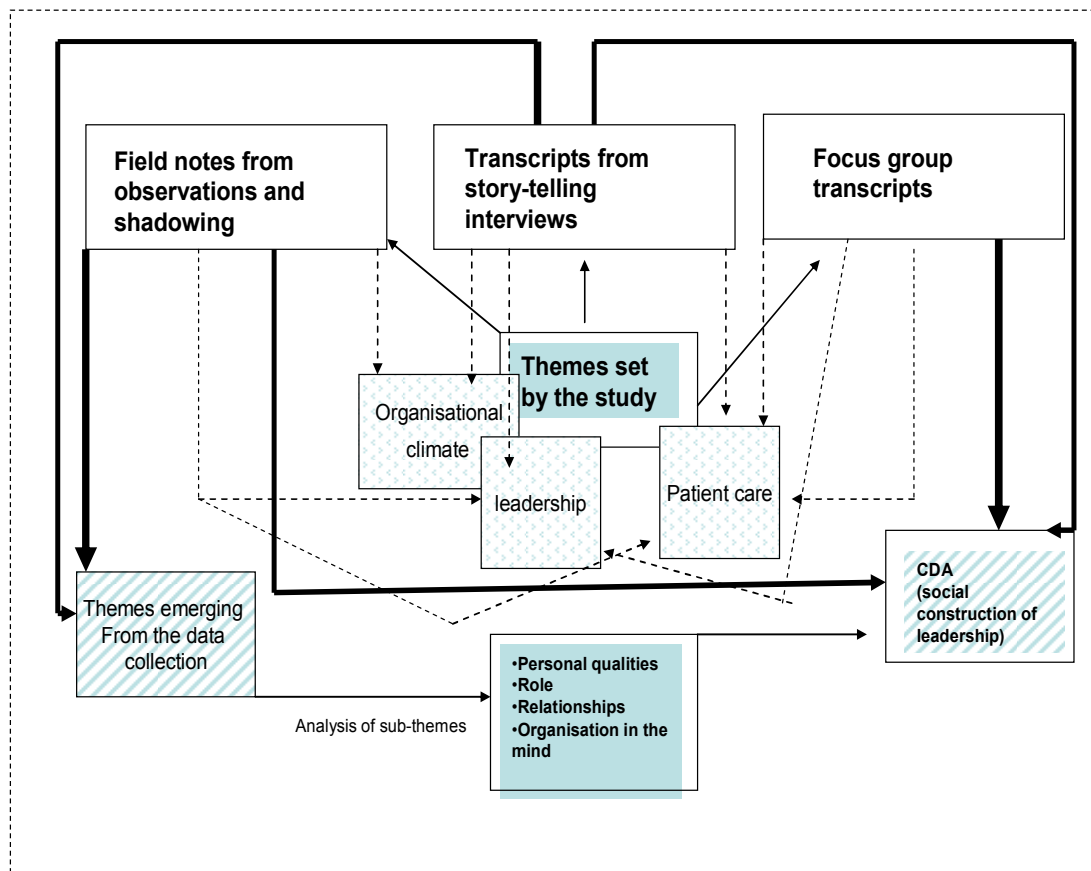 Field notes from
observations and
shadowing
Transcripts from
story-telling
interviews
Focus group
transcripts
Themes set
by the study
Organisational
climate
leadership
Patient care
Themes emerging
From the data
collection
Analysis of sub-themes
•Personal qualities
•Role
•Relationships
•Organisation in the
mind
CDA
(social
construction of
leadership)